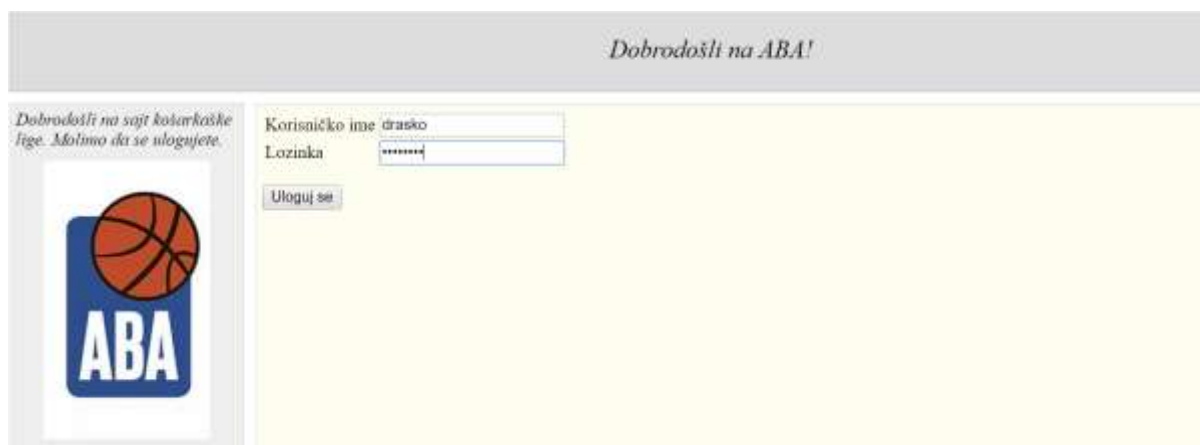 Dobrodošli na ABA!
Dobrodošli na sajt košarkaške
lige. Molimo da se ulogujete.
Korisničko ime drasko
Lozinka ••••••••
Uloguj se
ABA